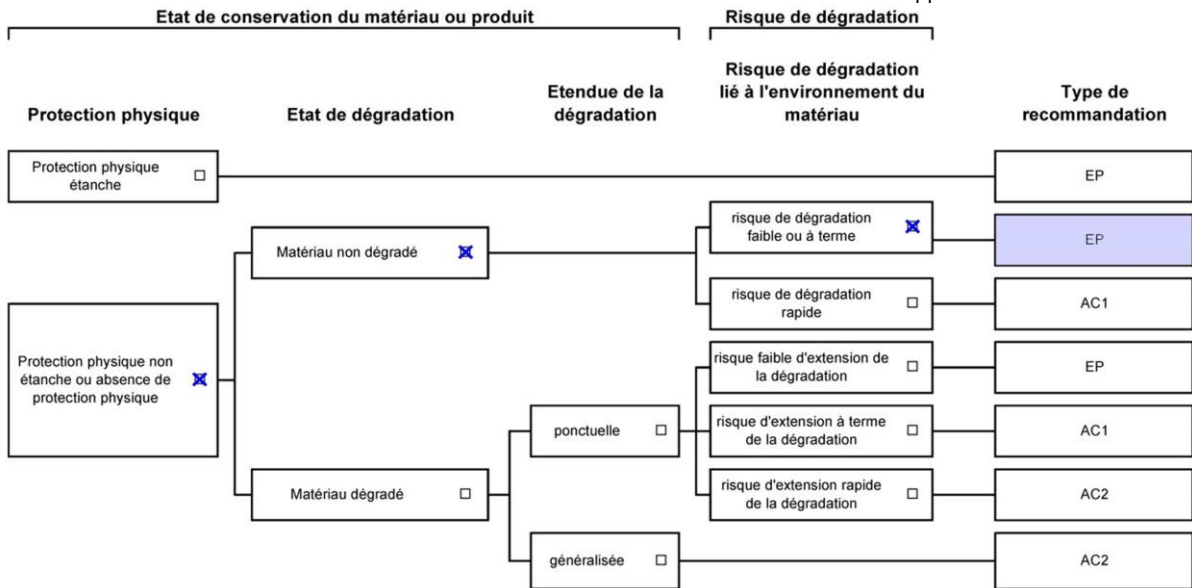 Etat de conservation du matériau ou produit
Risque de dégradation
Protection physique
Etat de dégradation
Etendue de la
dégradation
Risque de dégradation
lié à l'environnement du
matériau
Type de
recommandation
Protection physique
étanche
EP
risque de dégradation
faible ou à terme
EP
Matériau non dégradé
risque de dégradation
rapide
AC1
Protection physique non
étanche ou absence de
protection physique
risque faible d'extension de
la dégradation
EP
ponctuelle
risque d'extension à terme
de la dégradation
AC1
Matériau dégradé
risque d'extension rapide
de la dégradation
AC2
généralisée
AC2